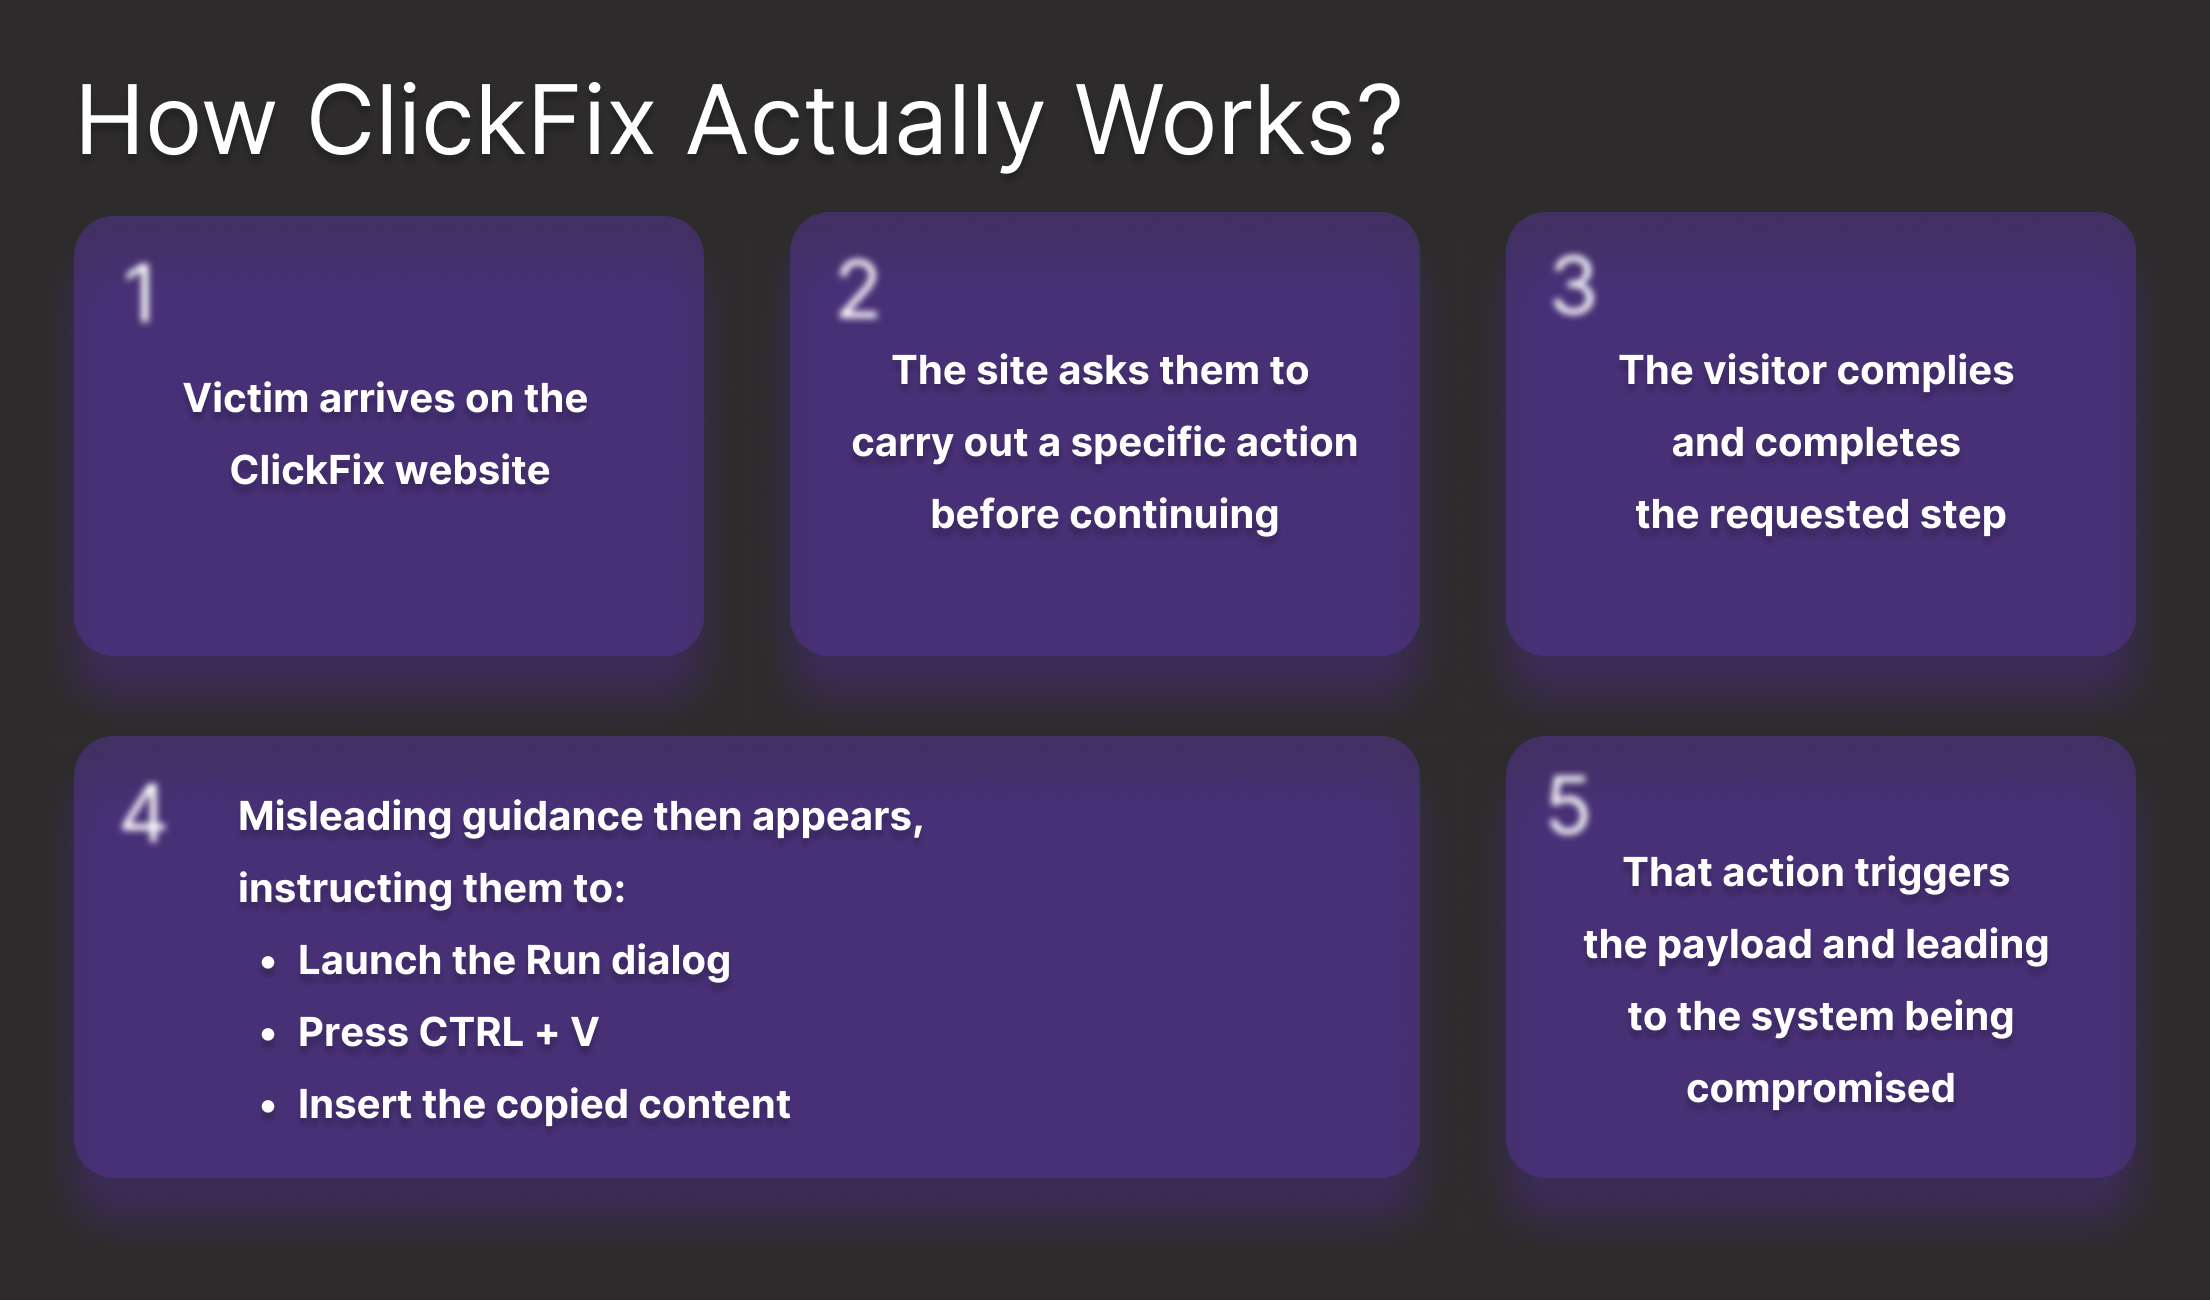 How ClickFix Actually Works?
1
Victim arrives on the
ClickFix website
2
The site asks them to
carry out a specific action
before continuing
3
The visitor complies
and completes
the requested step
4
Misleading guidance then appears,
instructing them to:
• Launch the Run dialog
• Press CTRL + V
• Insert the copied content
5
That action triggers
the payload and leading
to the system being
compromised